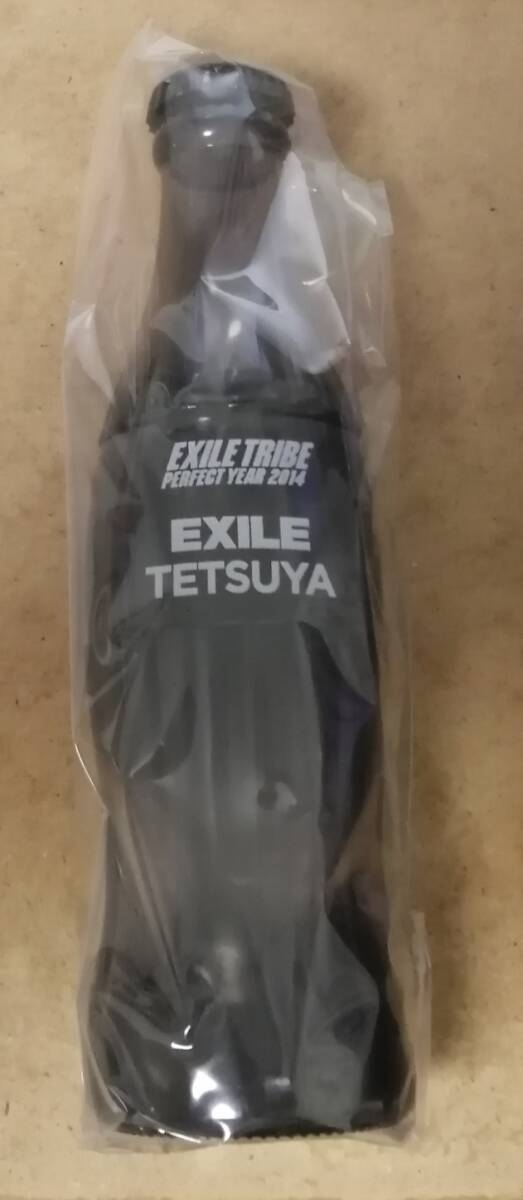 EXILE TRIBE
PERFECT YEAR 2014
EXILE
TETSUYA